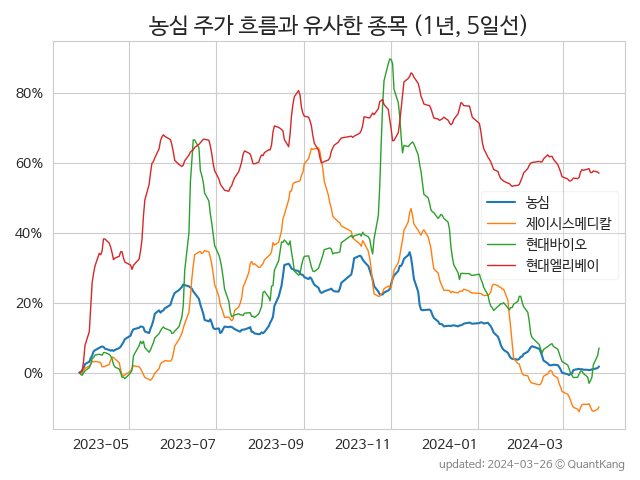 농심 주가 흐름과 유사한 종목 (1년, 5일선)
80%
60%
40%
20%
0%
농심
제이시스메디칼
현대바이오
현대엘리베이
2023-05
2023-07
2023-09
2023-11
2024-01
2024-03
updated: 2024-03-26 © QuantKang